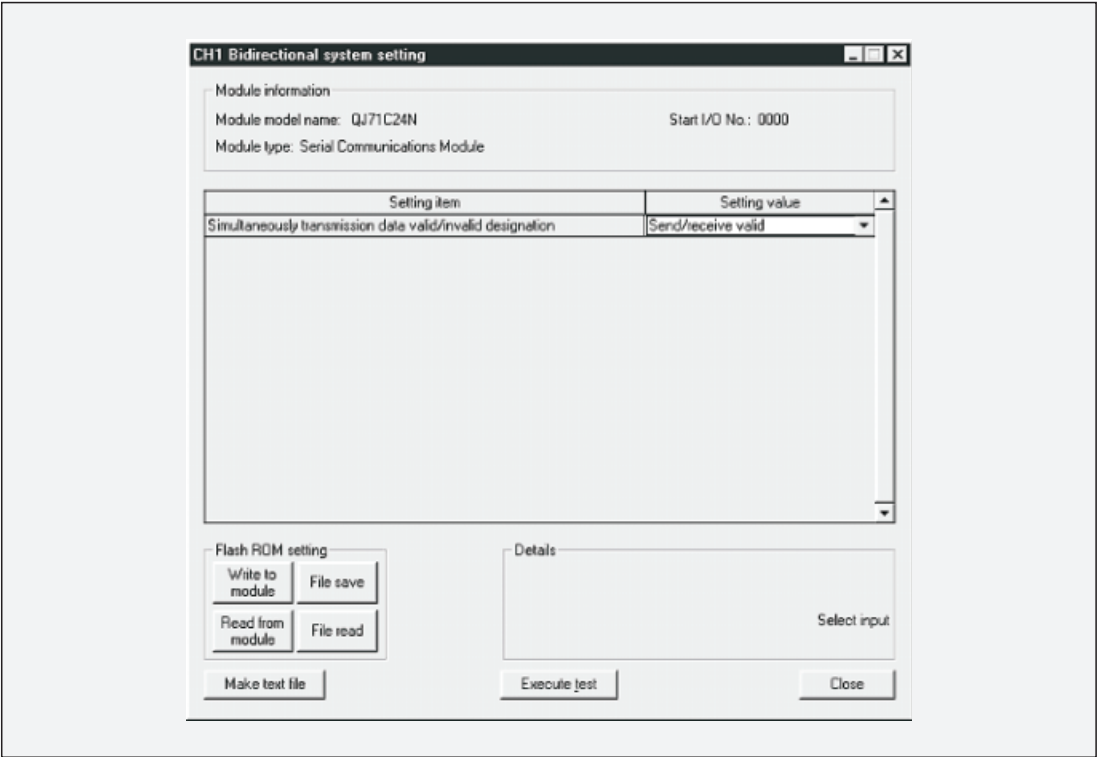 CH1 Bidirectional system setting
Module information
Module model name: QJ71C24N Start I/O No.: 0000
Module type: Serial Communications Module
Setting item Setting value
Simultaneously transmission data valid/invalid designation Send/receive valid
Flash ROM setting Details
Write to module File save
Read from module File read
Select input
Make text file Execute test Close